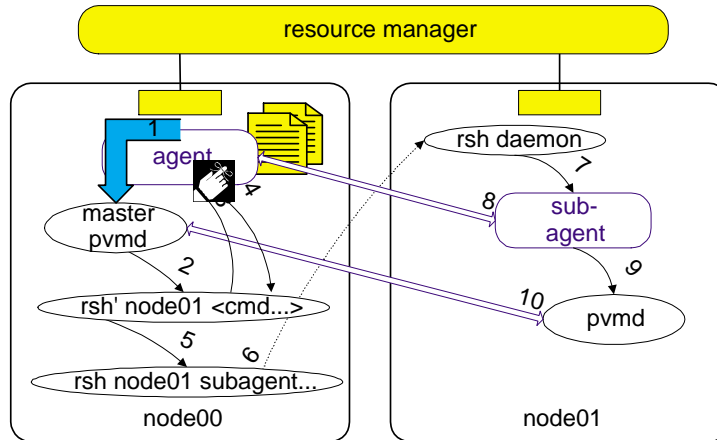 resource manager
1
agent
rsh daemon
7
4
3
master
pvmd
8
sub-
agent
2
9
rsh' node01 <cmd...>
10
pvmd
5
6
rsh node01 subagent...
node00
node01